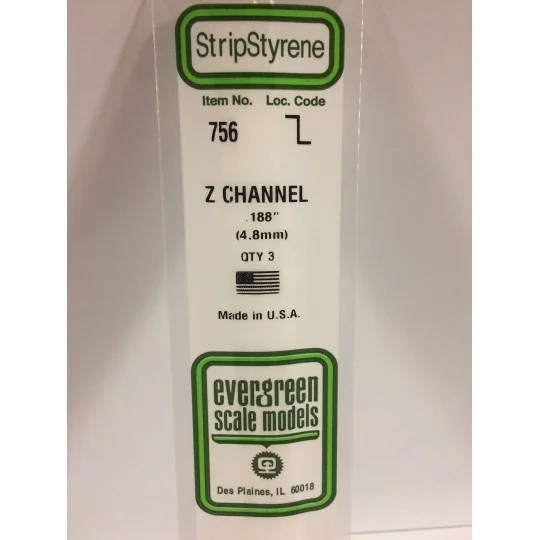 StripStyrene
Item No. Loc. Code
756
Z CHANNEL
.188"
(4.8mm)
QTY 3
Made in U.S.A.
evergreen
scale models
Des Plaines, IL 60018